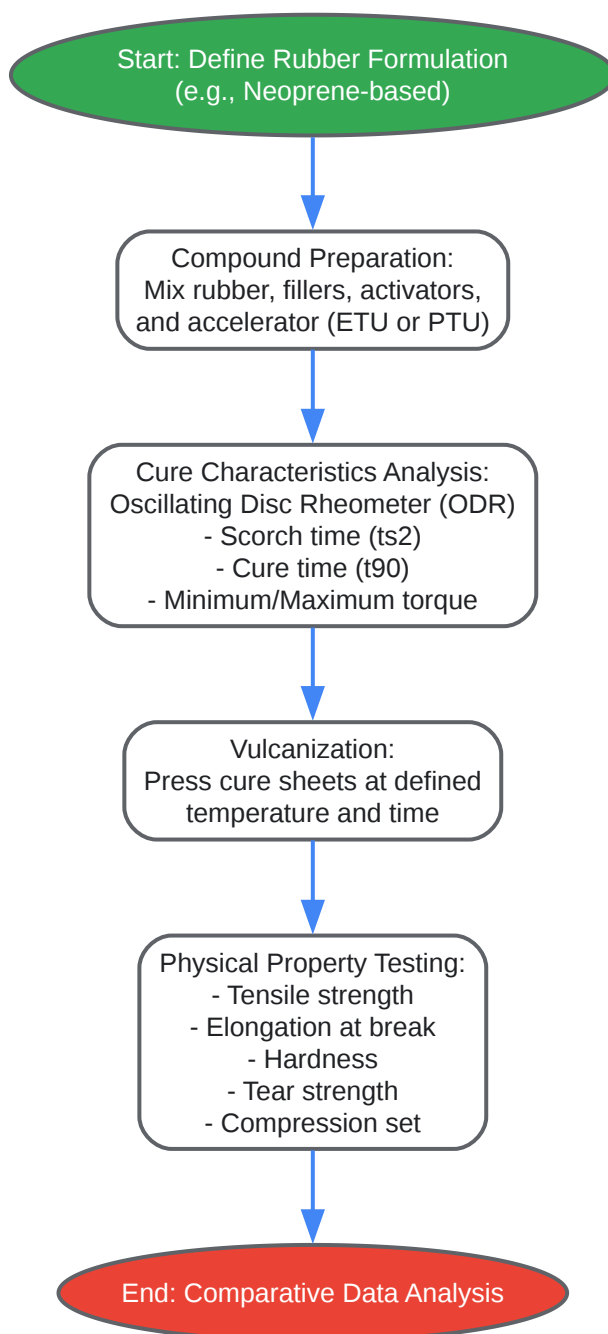 Start: Define Rubber Formulation
(e.g., Neoprene-based)
Compound Preparation:
Mix rubber, fillers, activators,
and accelerator (ETU or PTU)
Cure Characteristics Analysis:
Oscillating Disc Rheometer (ODR)
- Scorch time (ts2)
- Cure time (t90)
- Minimum/Maximum torque
Vulcanization:
Press cure sheets at defined
temperature and time
Physical Property Testing:
- Tensile strength
- Elongation at break
- Hardness
- Tear strength
- Compression set
End: Comparative Data Analysis